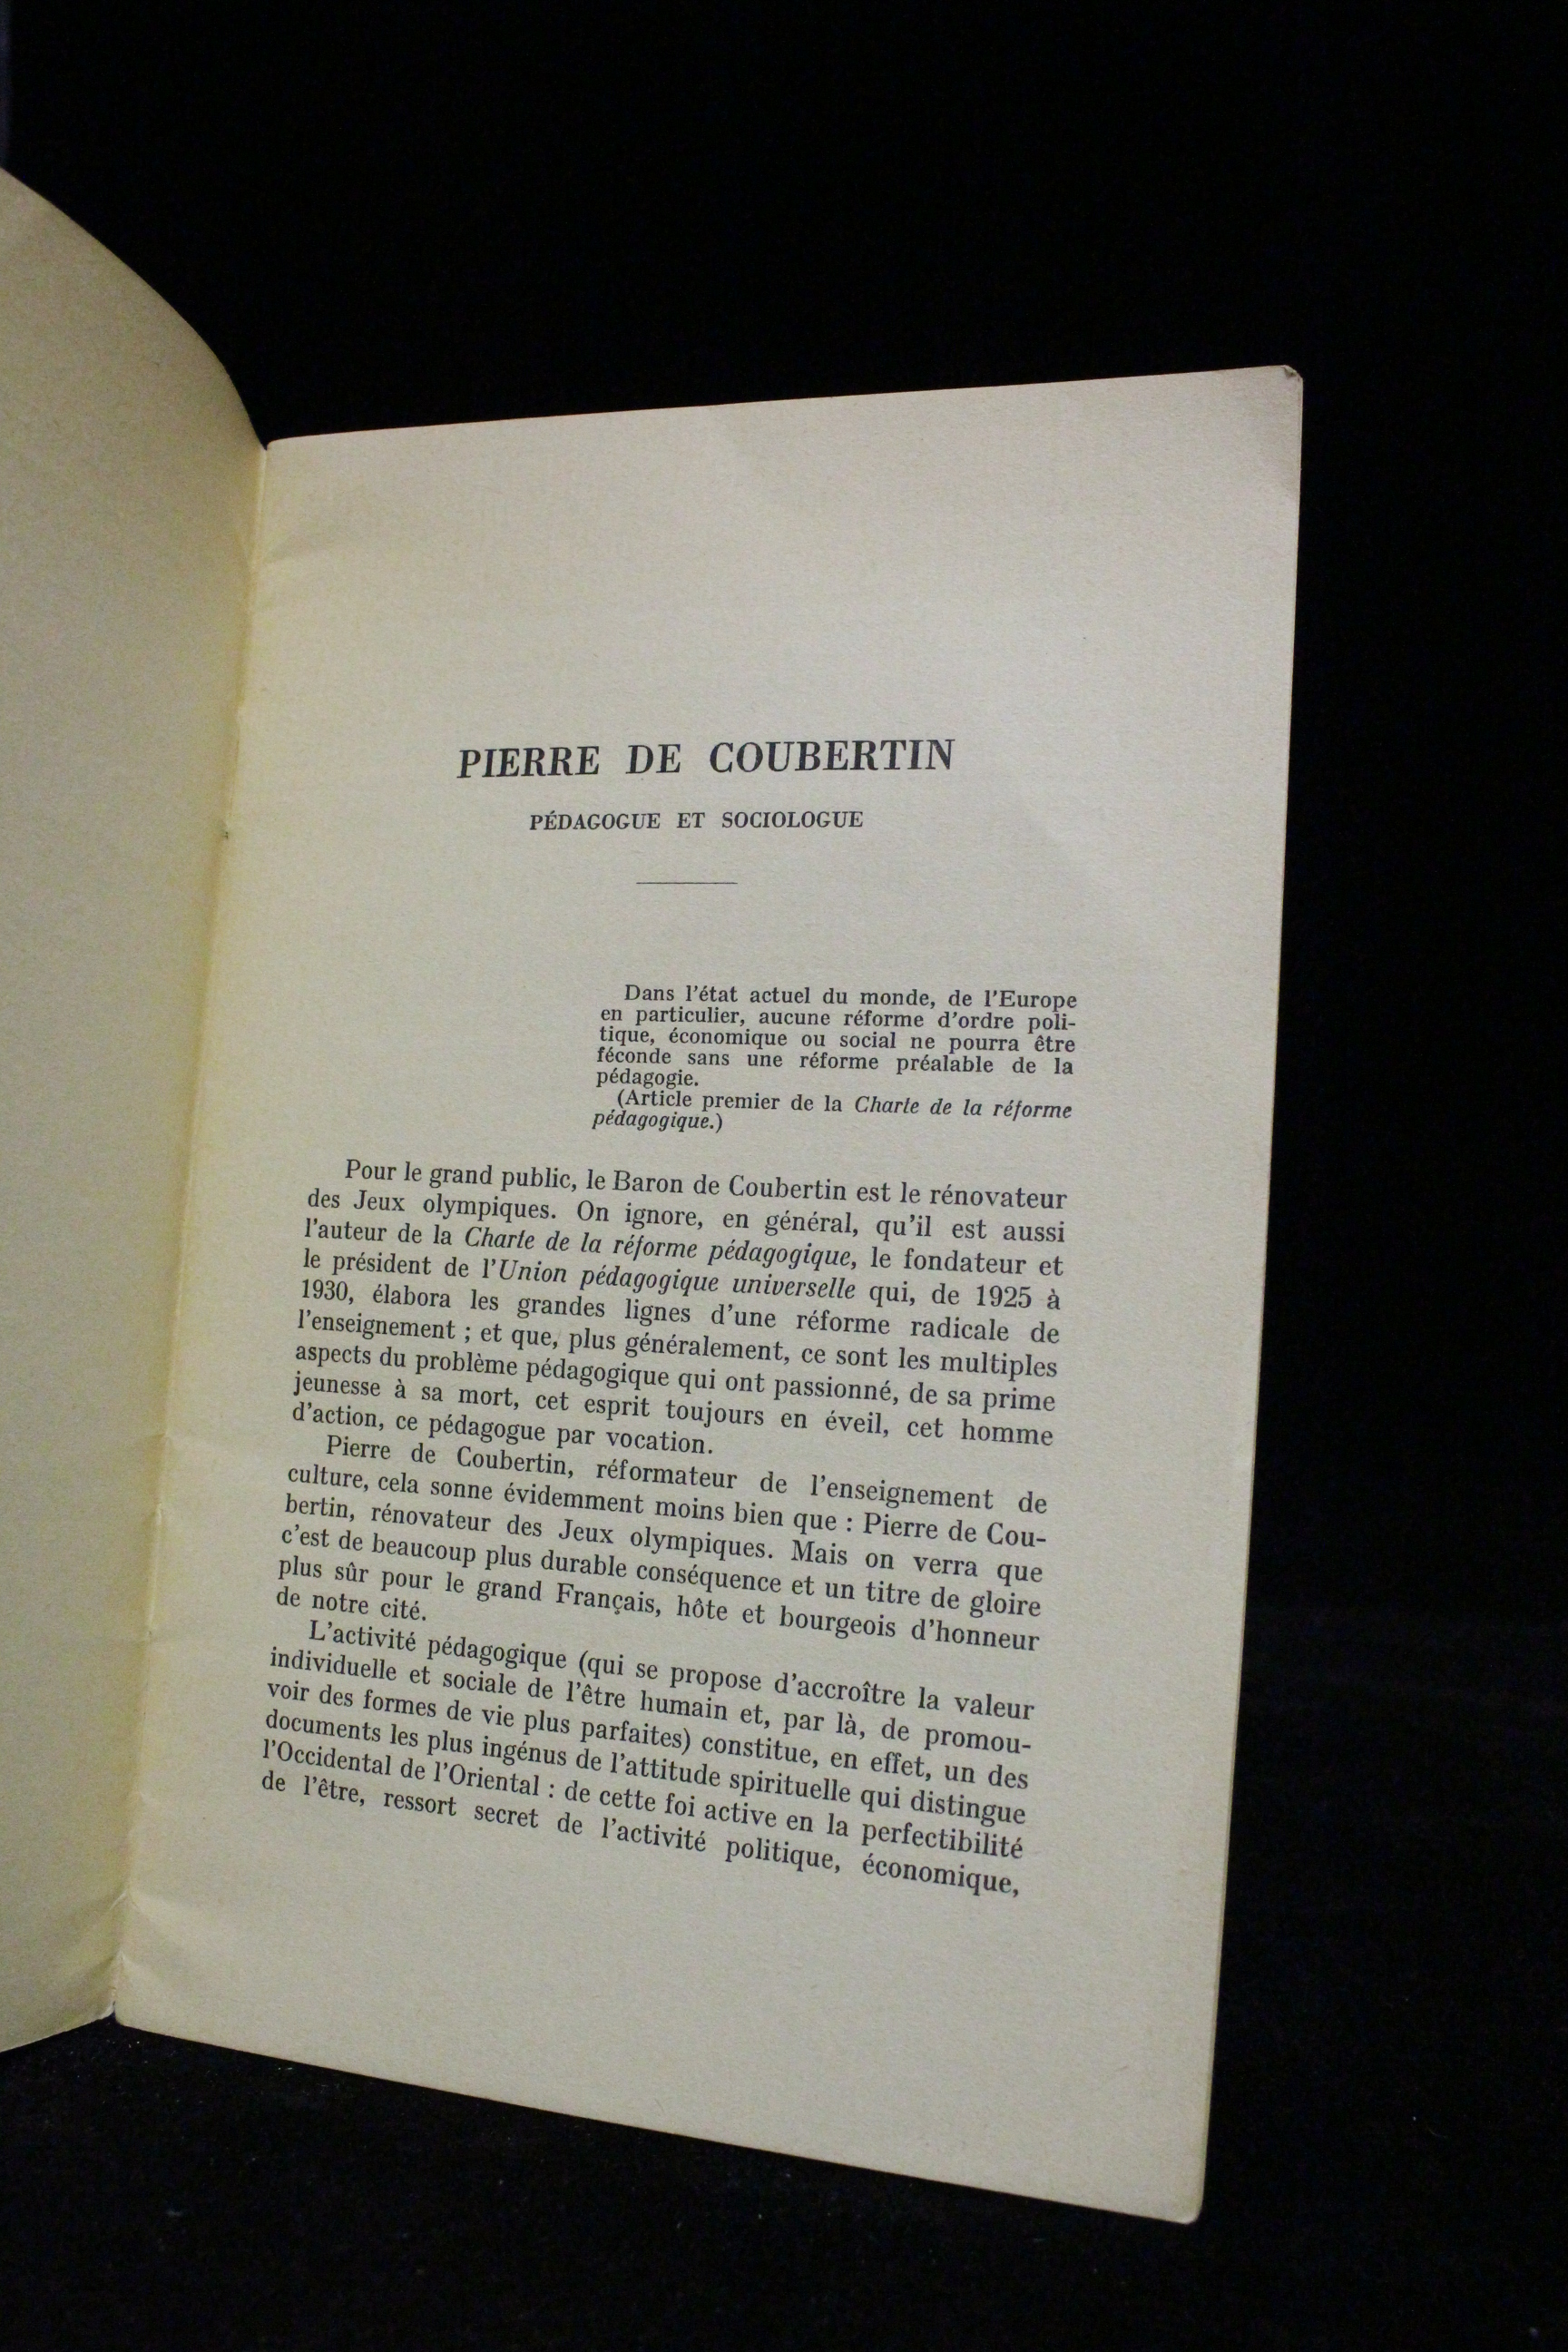 PIERRE DE COUBERTIN
PÉDAGOGUE ET SOCIOLOGUE
Dans l'état actuel du monde, de l'Europe
en particulier, aucune réforme d'ordre poli-
tique, économique ou social ne pourra être
féconde sans une réforme préalable de la
pédagogie.
(Article premier de la Charte de la réforme
pédagogique.)
Pour le grand public, le Baron de Coubertin est le rénovateur
des Jeux olympiques. On ignore, en général, qu'il est aussi
l'auteur de la Charte de la réforme pédagogique, le fondateur et
le président de l'Union pédagogique universelle qui, de 1925 à
1930, élabora les grandes lignes d'une réforme radicale de
l'enseignement ; et que, plus généralement, ce sont les multiples
aspects du problème pédagogique qui ont passionné, de sa prime
jeunesse à sa mort, cet esprit toujours en éveil, cet homme
d'action, ce pédagogue par vocation.
Pierre de Coubertin, réformateur de l'enseignement de
culture, cela sonne évidemment moins bien que : Pierre de Cou-
bertin, rénovateur des Jeux olympiques. Mais on verra que
c'est de beaucoup plus durable conséquence et un titre de gloire
plus sûr pour le grand Français, hôte et bourgeois d'honneur
de notre cité.
L'activité pédagogique (qui se propose d'accroître la valeur
individuelle et sociale de l'être humain et, par là, de promou-
voir des formes de vie plus parfaites) constitue, en effet, un des
documents les plus ingénus de l'attitude spirituelle qui distingue
l'Occidental de l'Oriental : de cette foi active en la perfectibilité
de l'être, ressort secret de l'activité politique, économique,